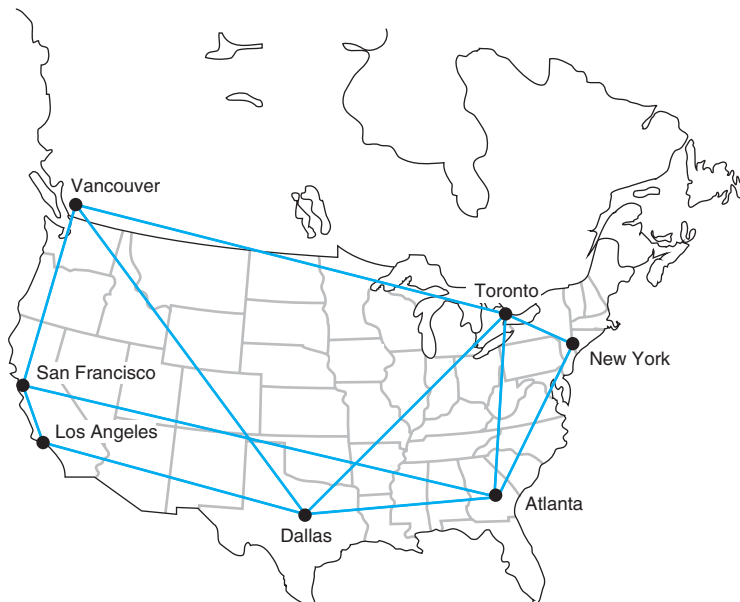 Vancouver
Toronto
New York
San Francisco
Los Angeles
Atlanta
Dallas